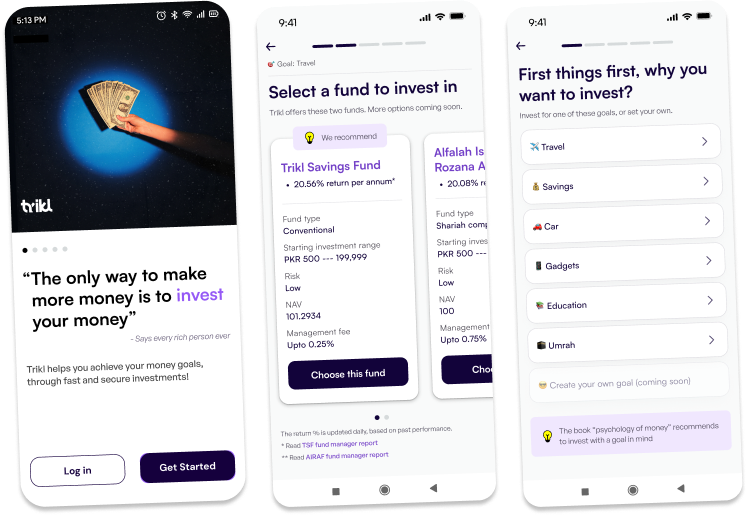 5:13 PM
trikl
“The only way to make
more money is to invest
your money”
- Says every rich person ever
Trikl helps you achieve your money goals,
through fast and secure investments!
Log in
Get Started
9:41
Goal: Travel
Select a fund to invest in
Trikl offers these two funds. More options coming soon.
We recommend
Trikl Savings Fund
• 20.56% return per annum*
Fund type
Conventional
Starting investment range
PKR 500 --- 199,999
Risk
Low
NAV
101.2934
Management fee
Upto 0.25%
Choose this fund
Alfalah Is
Rozana A
• 20.08% re
Fund type
Shariah comp
Starting inves
PKR 500 ---
Risk
Low
NAV
100
Management
Upto 0.75%
Choo
The return % is updated daily, based on past performance.
* Read TSF fund manager report
** Read AIRAF fund manager report
9:41
First things first, why you
want to invest?
Invest for one of these goals, or set your own.
Travel
Savings
Car
Gadgets
Education
Umrah
Create your own goal (coming soon)
The book “psychology of money” recommends
to invest with a goal in mind